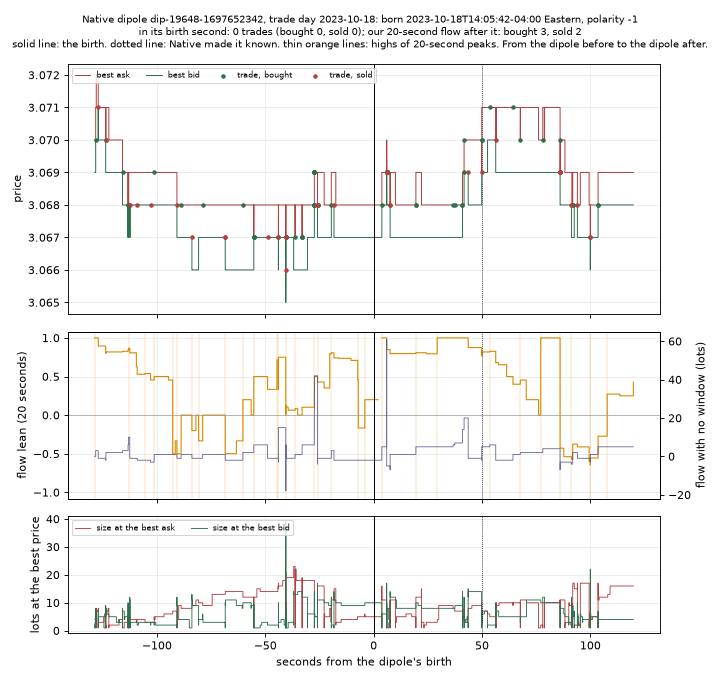 Native dipole dip-19648-1697652342, trade day 2023-10-18: born 2023-10-18T14:05:42-04:00 Eastern, polarity -1
in its birth second: 0 trades (bought 0, sold 0); our 20-second flow after it: bought 3, sold 2
solid line: the birth. dotted line: Native made it known. thin orange lines: highs of 20-second peaks. From the dipole before to the dipole after.
best ask
best bid
trade, bought
trade, sold
3.072
3.071
3.070
3.069
3.068
3.067
3.066
3.065
price
1.0
0.5
0.0
−0.5
−1.0
flow lean (20 seconds)
60
40
20
0
−20
flow with no window (lots)
size at the best ask
size at the best bid
40
30
20
10
0
lots at the best price
−100
−50
0
50
100
seconds from the dipole's birth